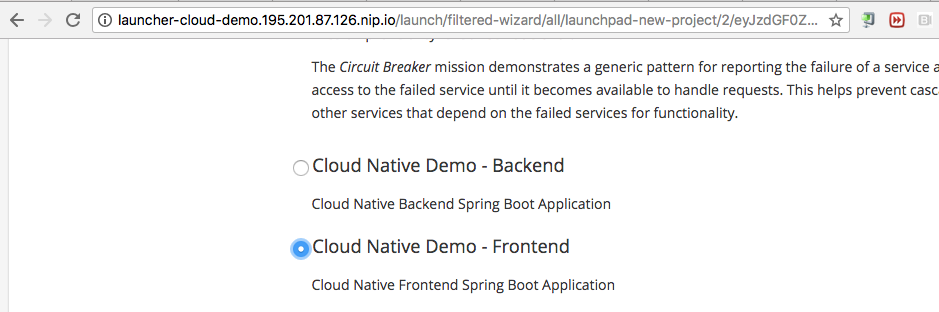 launcher-cloud-demo.195.201.87.126.nip.io/launch/filtered-wizard/all/launchpad-new-project/2/eyJzdGF0Z...
The Circuit Breaker mission demonstrates a generic pattern for reporting the failure of a service a
access to the failed service until it becomes available to handle requests. This helps prevent casc
other services that depend on the failed services for functionality.
Cloud Native Demo - Backend
Cloud Native Backend Spring Boot Application
Cloud Native Demo - Frontend
Cloud Native Frontend Spring Boot Application